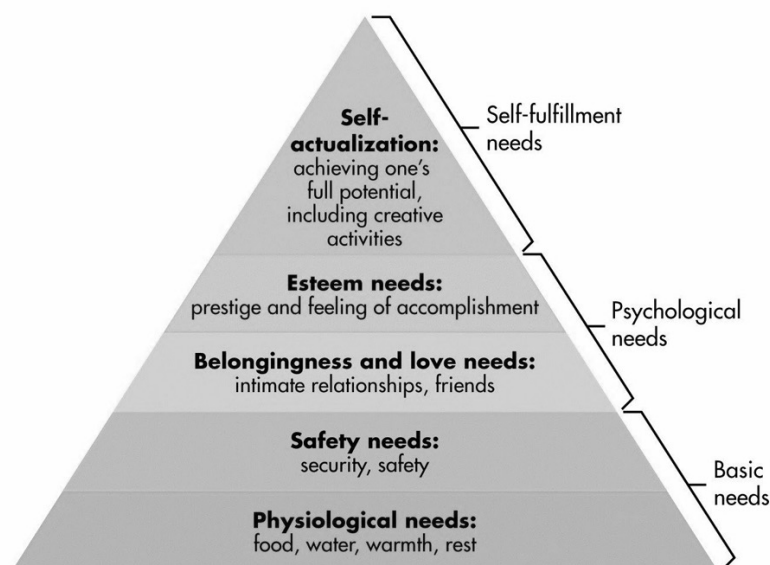 Self-
actualization:
achieving one's
full potential,
including creative
activities
Self-fulfillment
needs
Esteem needs:
prestige and feeling of accomplishment
Psychological
needs
Belongingness and love needs:
intimate relationships, friends
Safety needs:
security, safety
Basic
needs
Physiological needs:
food, water, warmth, rest